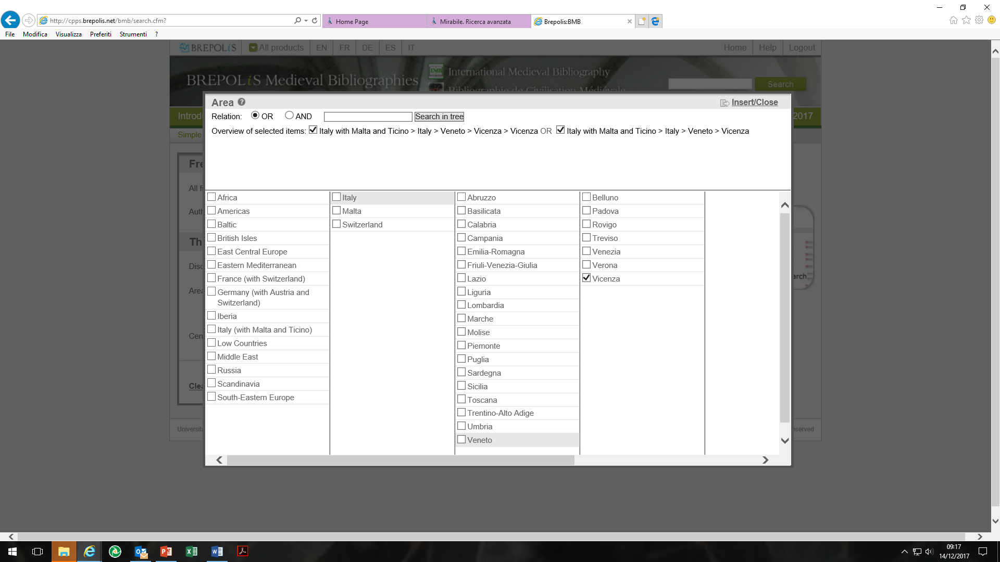 http://cpps.brepolis.net/bmb/search.cfm?
Home Page
Mirabile. Ricerca avanzata
Brepolis:BMB
File Modifica Visualizza Preferiti Strumenti ?
BREPOLiS All products EN FR DE ES IT Home Help Logout
BREPOLiS Medieval Bibliographies
IMB International Medieval Bibliography
Bibliographie de Civilisation Médiévale
Search
Area ? Insert/Close
Relation: OR AND Search in tree
Overview of selected items: Italy with Malta and Ticino > Italy > Veneto > Vicenza > Vicenza OR Italy with Malta and Ticino > Italy > Veneto > Vicenza
Introdu
2017
Simple
Fre
All f
Auth
Th
Disc
Area
Cen
Clea
Universita
arch
eserved
Africa
Americas
Baltic
British Isles
East Central Europe
Eastern Mediterranean
France (with Switzerland)
Germany (with Austria and
Switzerland)
Iberia
Italy (with Malta and Ticino)
Low Countries
Middle East
Russia
Scandinavia
South-Eastern Europe
Italy
Malta
Switzerland
Abruzzo
Basilicata
Calabria
Campania
Emilia-Romagna
Friuli-Venezia-Giulia
Lazio
Liguria
Lombardia
Marche
Molise
Piemonte
Puglia
Sardegna
Sicilia
Toscana
Trentino-Alto Adige
Umbria
Veneto
Belluno
Padova
Rovigo
Treviso
Venezia
Verona
Vicenza
09:17
14/12/2017